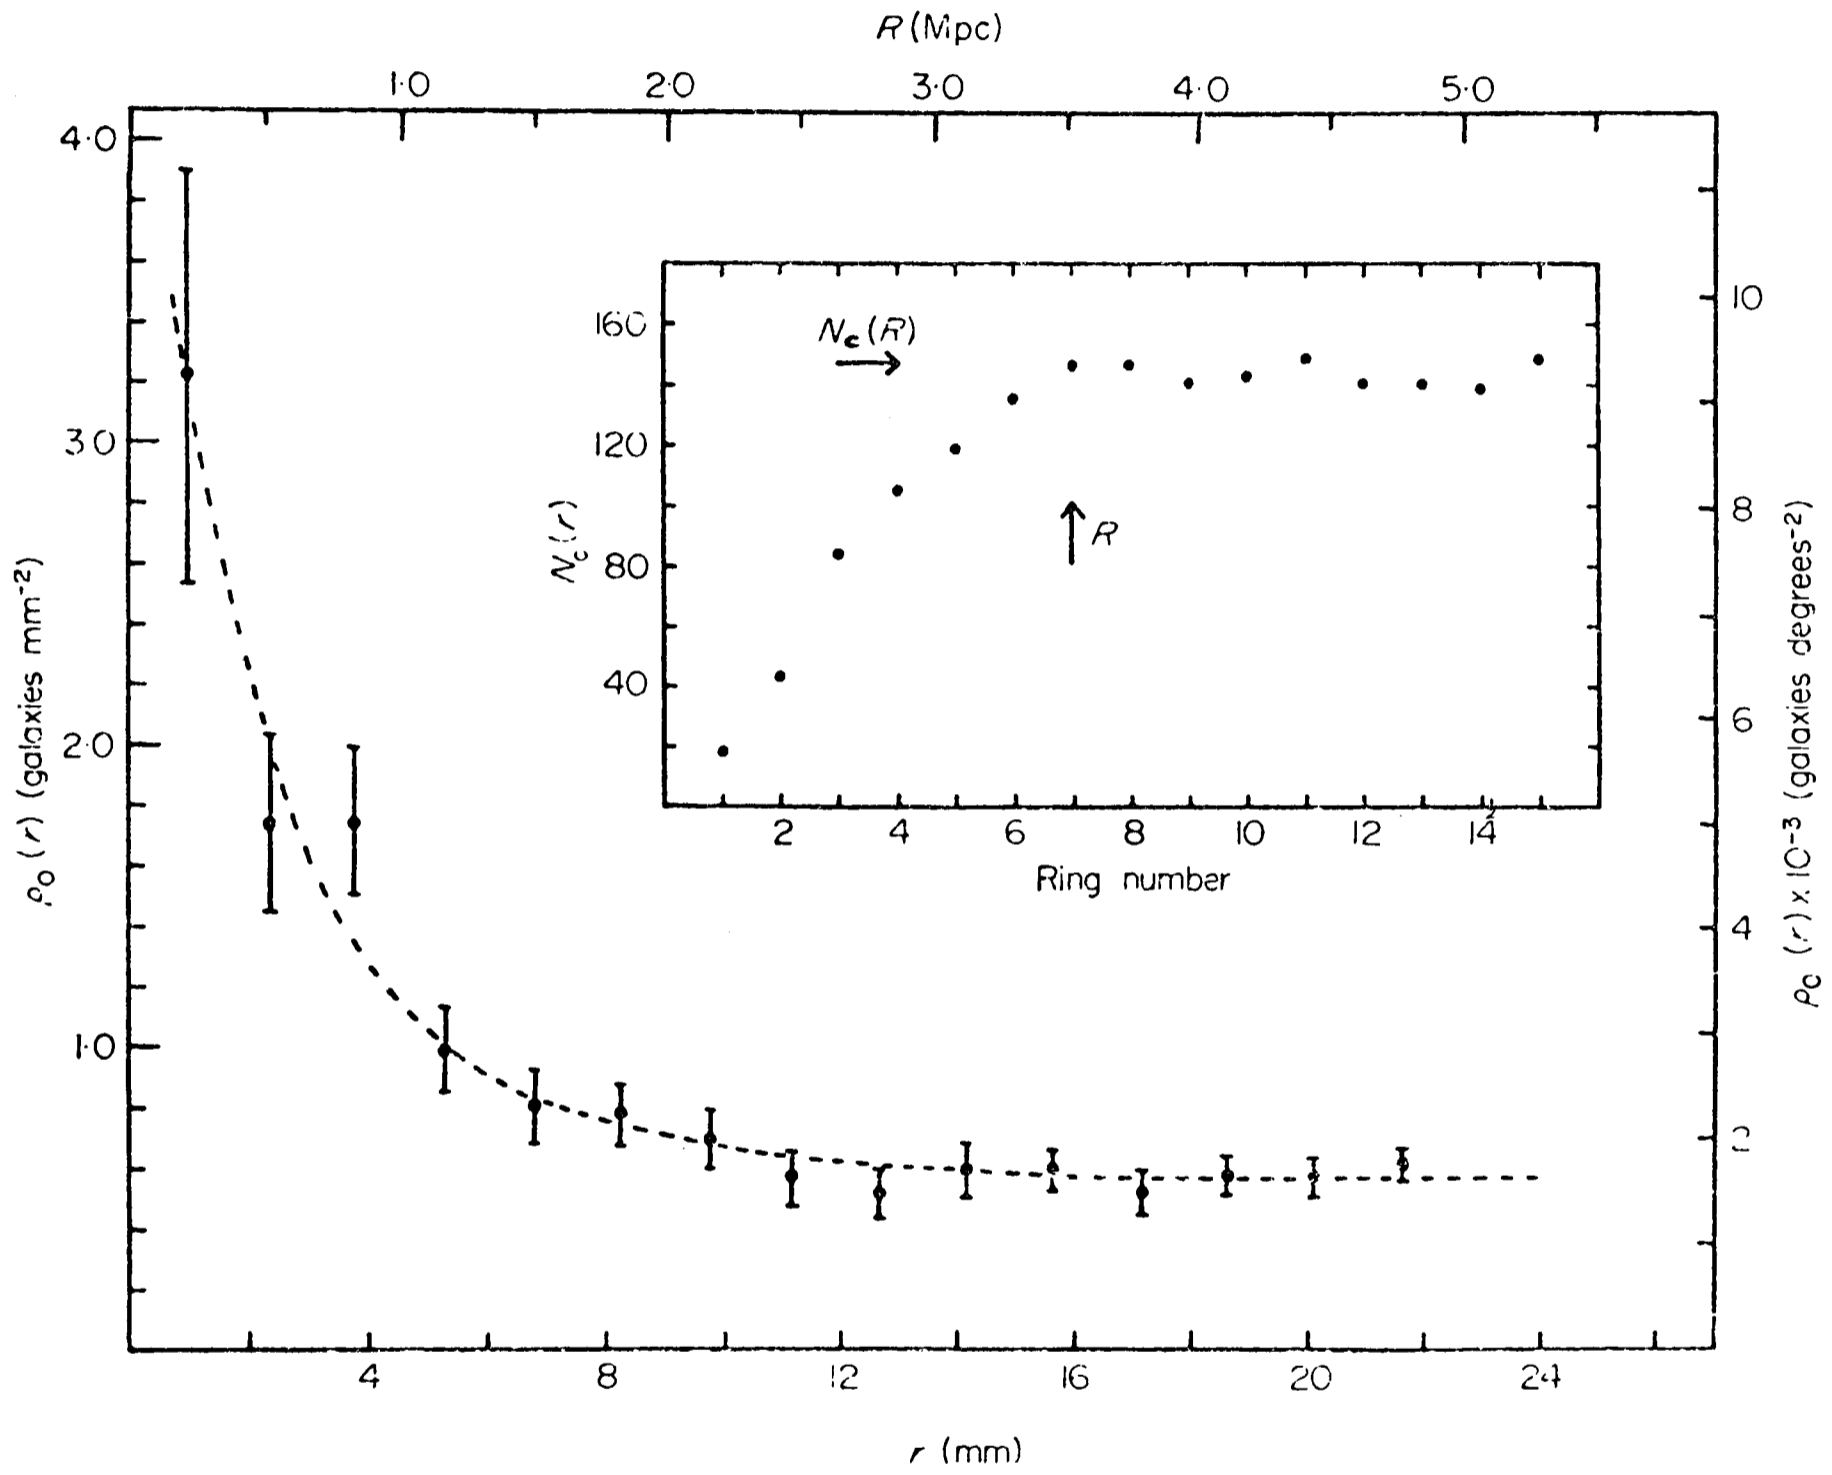 R (Mpc)
1·0 2·0 3·0 4·0 5·0
4·0
3·0
2·0
1·0
ρ₀ (r) (galaxies mm⁻²)
10
8
6
4
2
ρc (r) × 10⁻³ (galaxies degrees⁻²)
160
120
80
40
Nc (r)
Nc (R)
R
2 4 6 8 10 12 14
Ring number
4 8 12 16 20 24
r (mm)